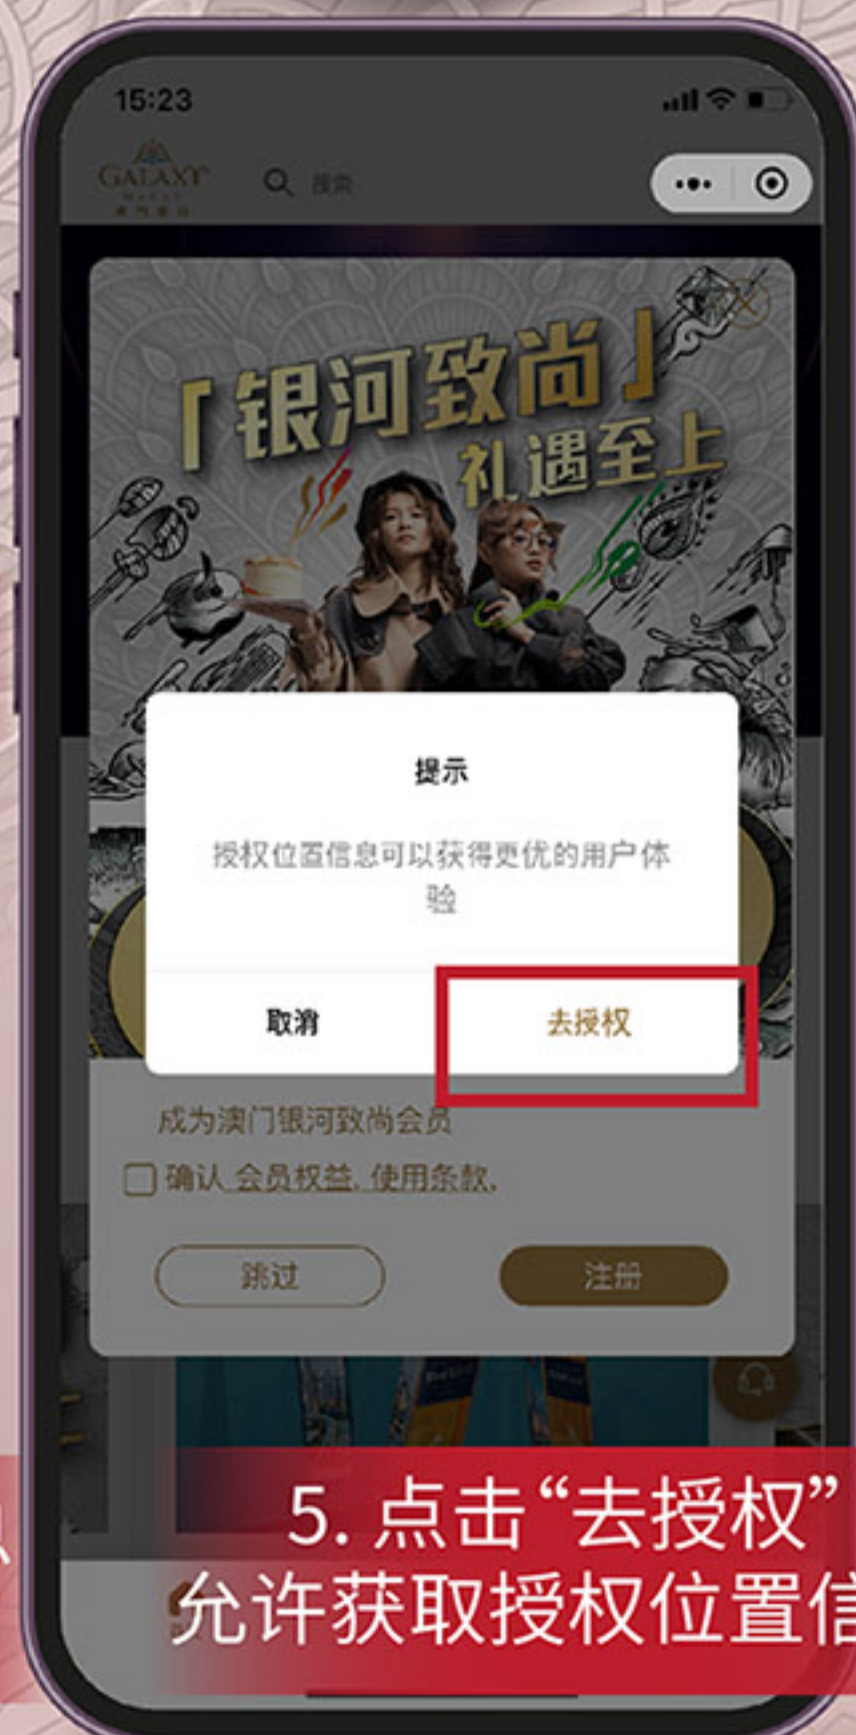 15:23
GALAXY
搜索
「银河致尚」
礼遇至上
提示
授权位置信息可以获得更优的用户体
验
取消
去授权
成为澳门银河致尚会员
确认 会员权益, 使用条款,
跳过
注册
5. 点击“去授权”
允许获取授权位置信